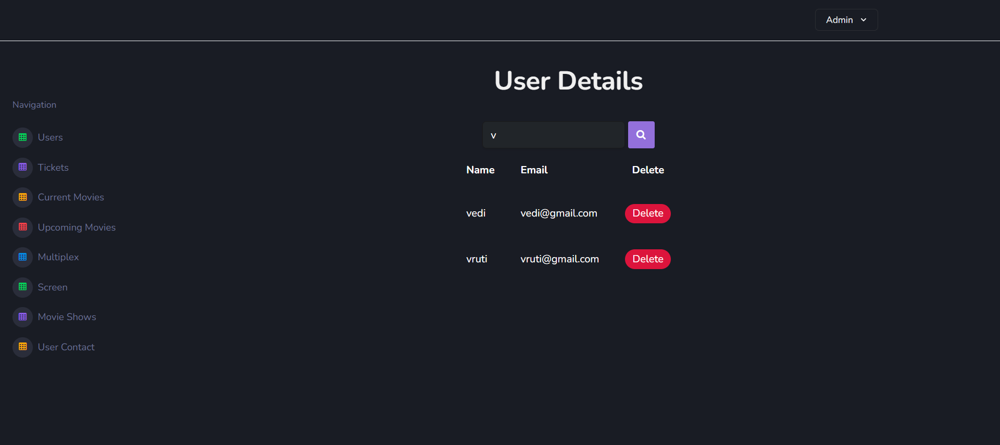 Admin
User Details
Navigation
Users
Tickets
Current Movies
Upcoming Movies
Multiplex
Screen
Movie Shows
User Contact
v
Name Email Delete
vedi vedi@gmail.com Delete
vruti vruti@gmail.com Delete